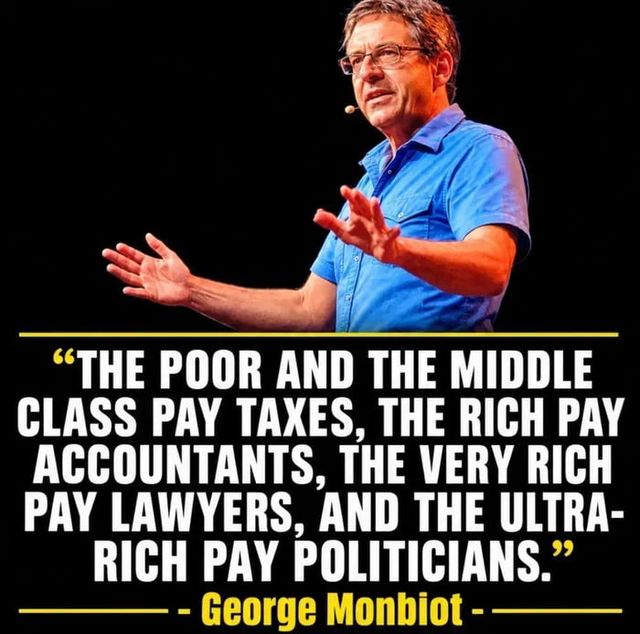 “THE POOR AND THE MIDDLE
CLASS PAY TAXES, THE RICH PAY
ACCOUNTANTS, THE VERY RICH
PAY LAWYERS, AND THE ULTRA-
RICH PAY POLITICIANS.”
- George Monbiot -